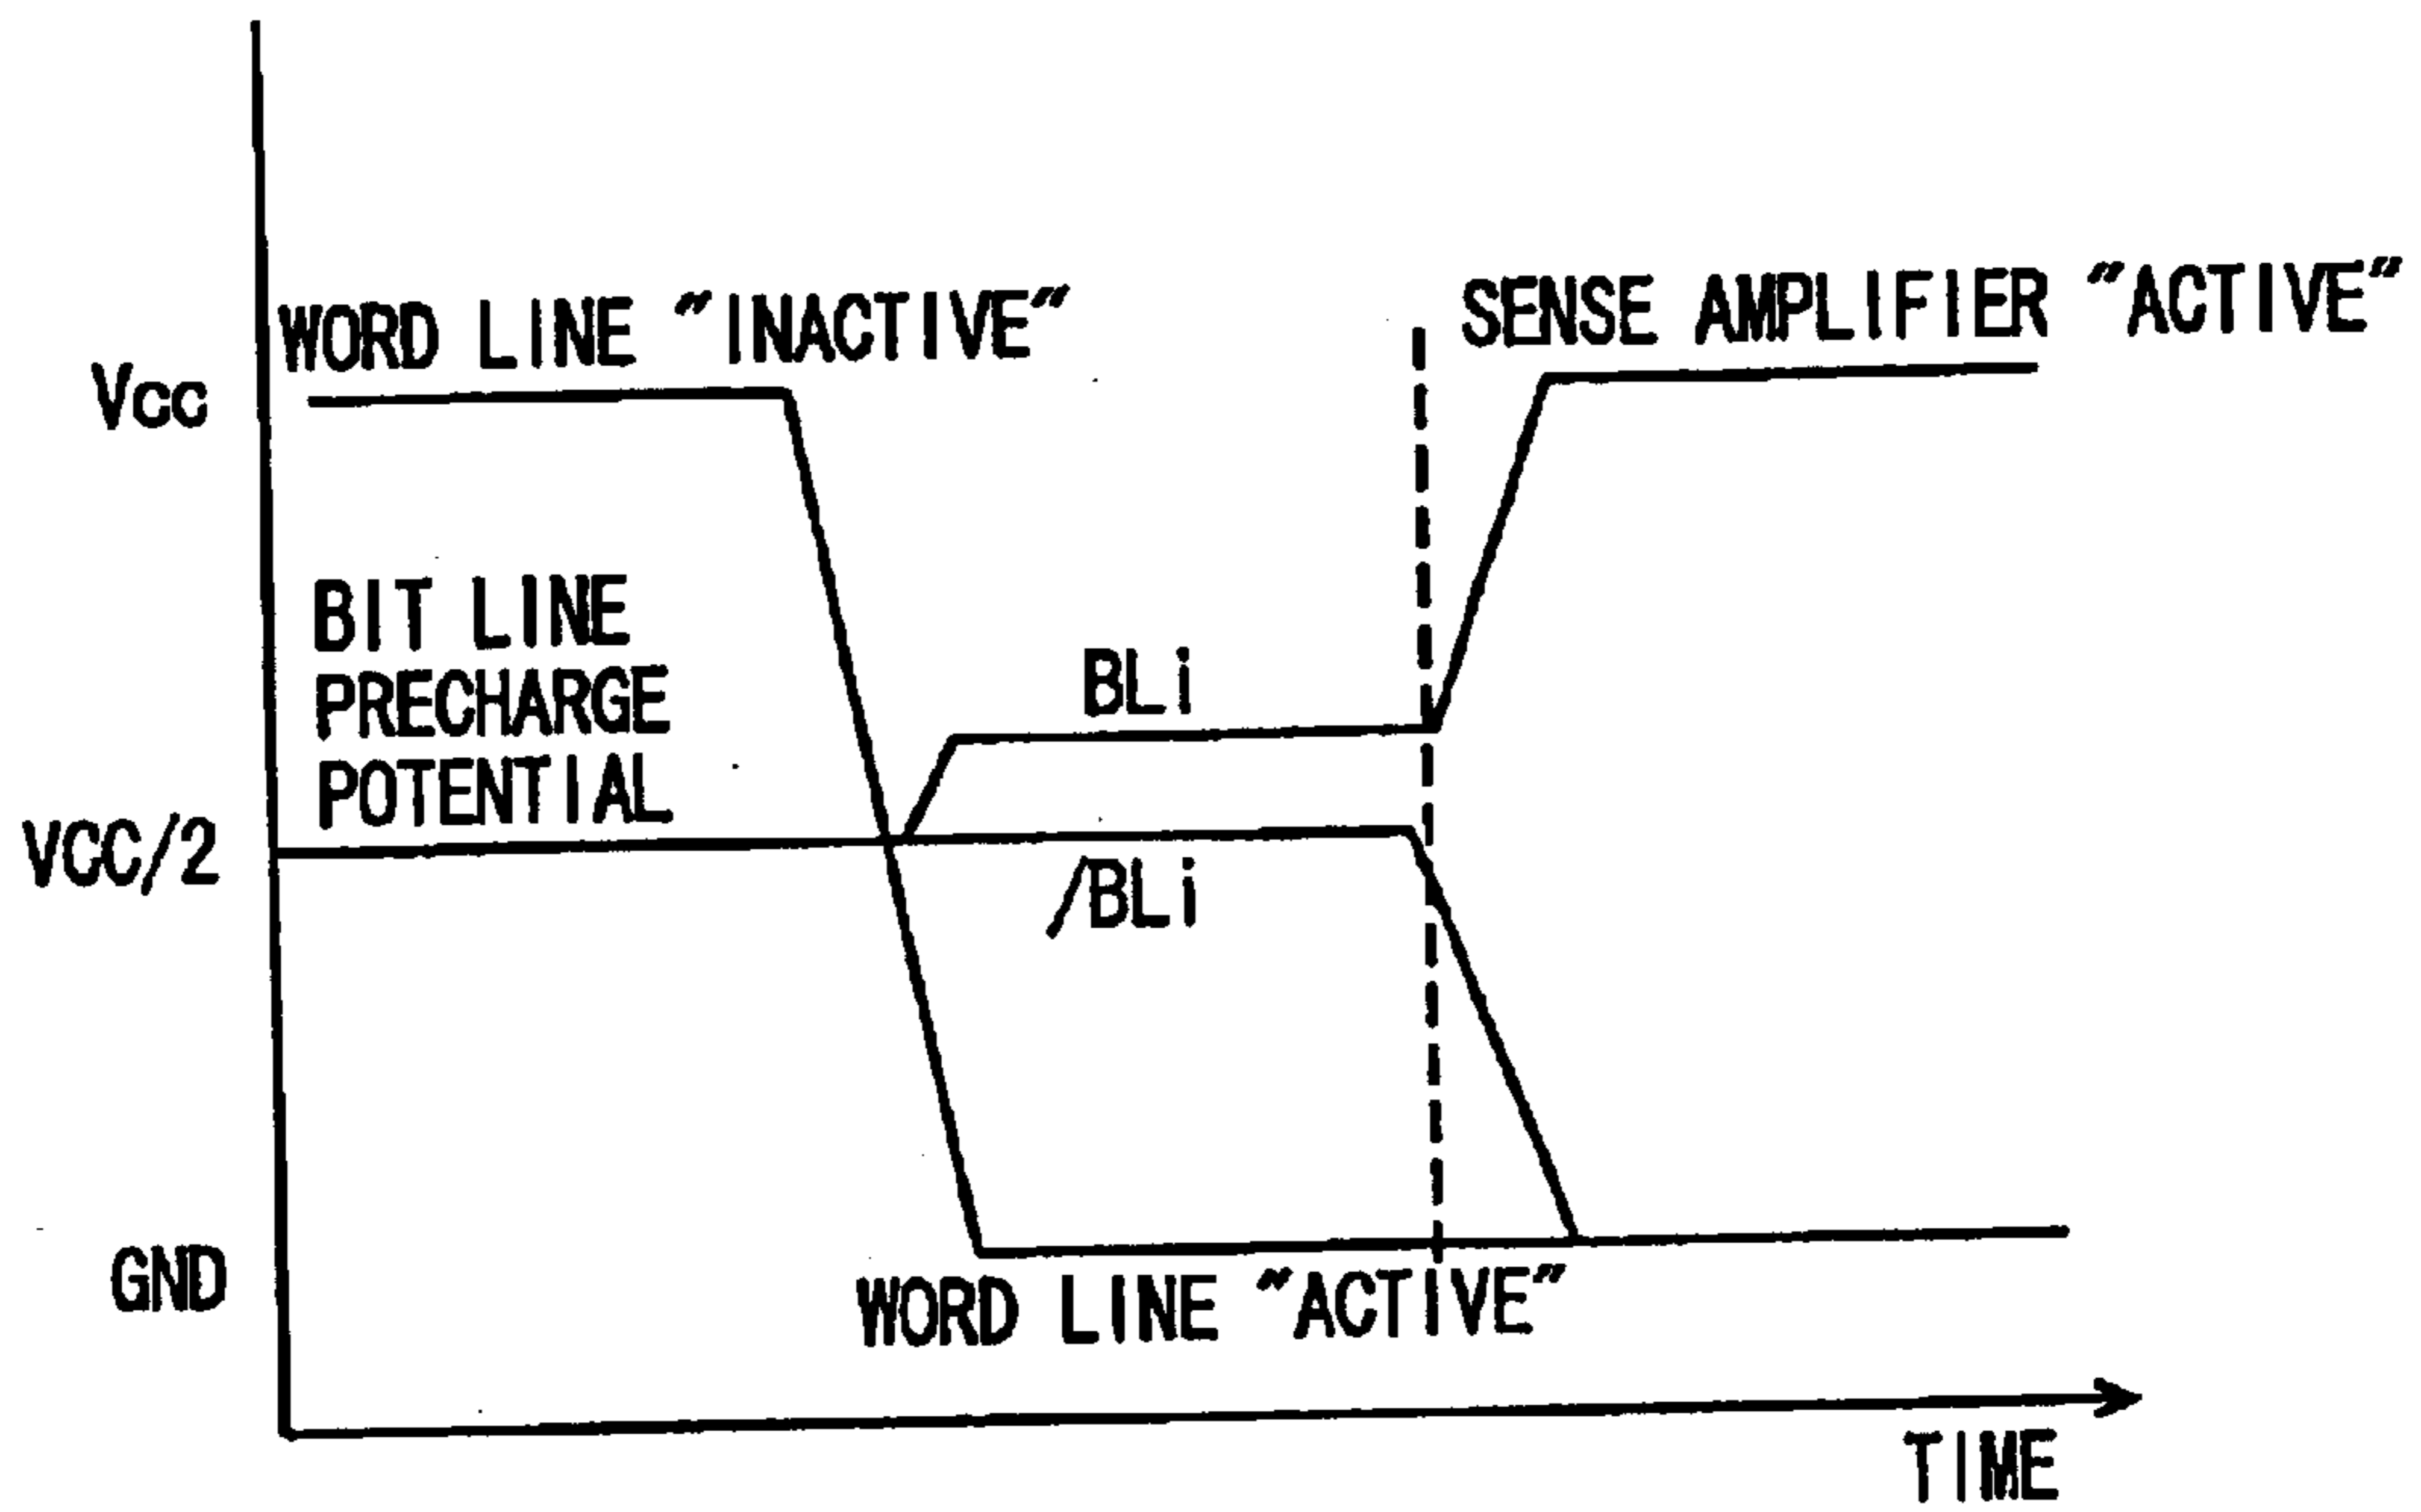 WORD LINE "INACTIVE"
SENSE AMPLIFIER "ACTIVE"
Vcc
BIT LINE
PRECHARGE
POTENTIAL
BLi
VCC/2
/BLi
GND
WORD LINE "ACTIVE"
TIME